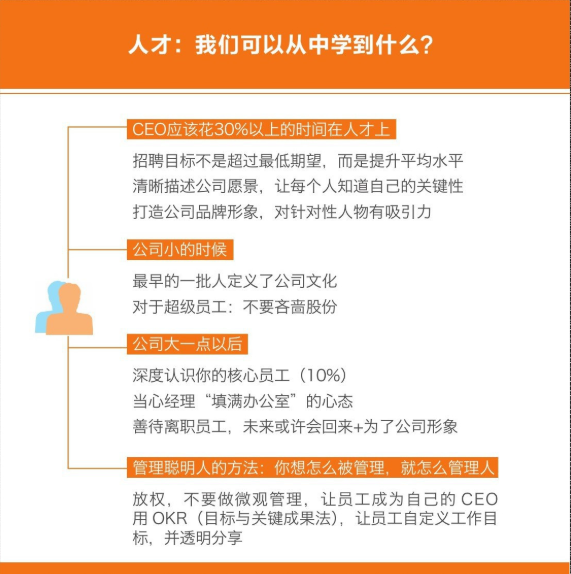 人才：我们可以从中学到什么？
CEO应该花30%以上的时间在人才上
招聘目标不是超过最低期望，而是提升平均水平
清晰描述公司愿景，让每个人知道自己的关键性
打造公司品牌形象，对针对性人物有吸引力
公司小的时候
最早的一批人定义了公司文化
对于超级员工：不要吝啬股份
公司大一点以后
深度认识你的核心员工（10%）
当心经理“填满办公室”的心态
善待离职员工，未来或许会回来+为了公司形象
管理聪明人的方法：你想怎么被管理，就怎么管理人
放权，不要做微观管理，让员工成为自己的 CEO
用 OKR（目标与关键成果法），让员工自定义工作目
标，并透明分享